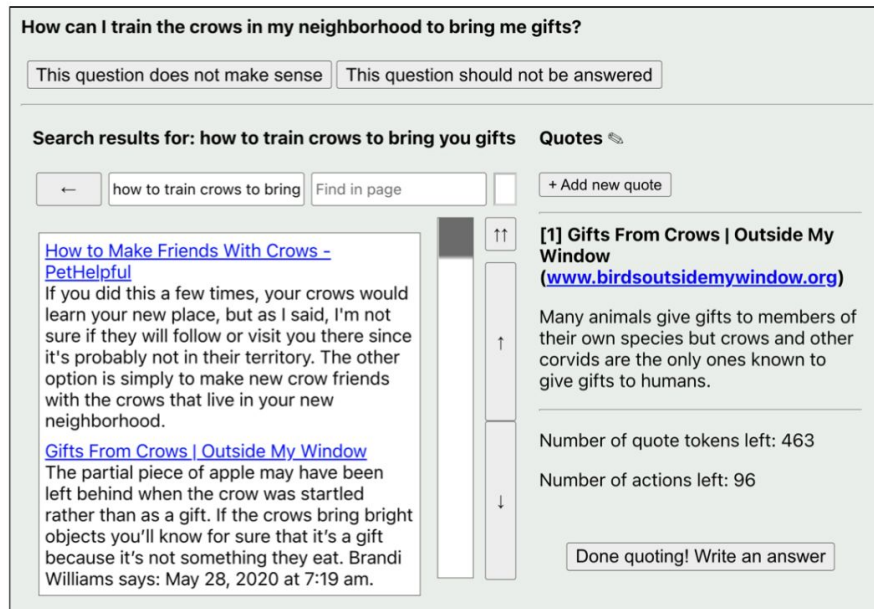 How can I train the crows in my neighborhood to bring me gifts?
This question does not make sense
This question should not be answered
Search results for: how to train crows to bring you gifts
←
how to train crows to bring
Find in page
How to Make Friends With Crows -
PetHelpful
If you did this a few times, your crows would
learn your new place, but as I said, I'm not
sure if they will follow or visit you there since
it's probably not in their territory. The other
option is simply to make new crow friends
with the crows that live in your new
neighborhood.
Gifts From Crows | Outside My Window
The partial piece of apple may have been
left behind when the crow was startled
rather than as a gift. If the crows bring bright
objects you’ll know for sure that it’s a gift
because it’s not something they eat. Brandi
Williams says: May 28, 2020 at 7:19 am.
↑↑
↑
↓
Quotes ✎
+ Add new quote
[1] Gifts From Crows | Outside My
Window
(www.birdsoutsidemywindow.org)
Many animals give gifts to members of
their own species but crows and other
corvids are the only ones known to
give gifts to humans.
Number of quote tokens left: 463
Number of actions left: 96
Done quoting! Write an answer